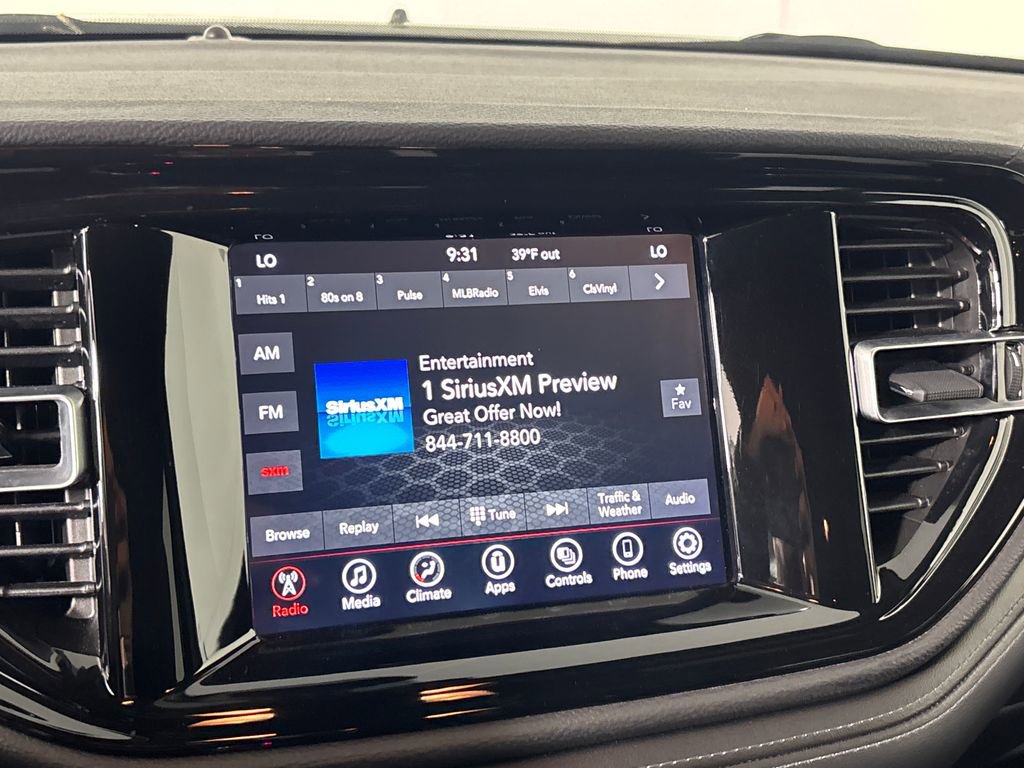 LO 9:31 39°F out LO
1 Hits 1 2 80s on 8 3 Pulse 4 MLBRadio 5 Elvis 6 ClsVinyl
AM
FM
sxm
SiriusXM
Entertainment
1 SiriusXM Preview
Great Offer Now!
844-711-8800
Fav
Browse Replay Tune Traffic & Weather Audio
Radio Media Climate Apps Controls Phone Settings